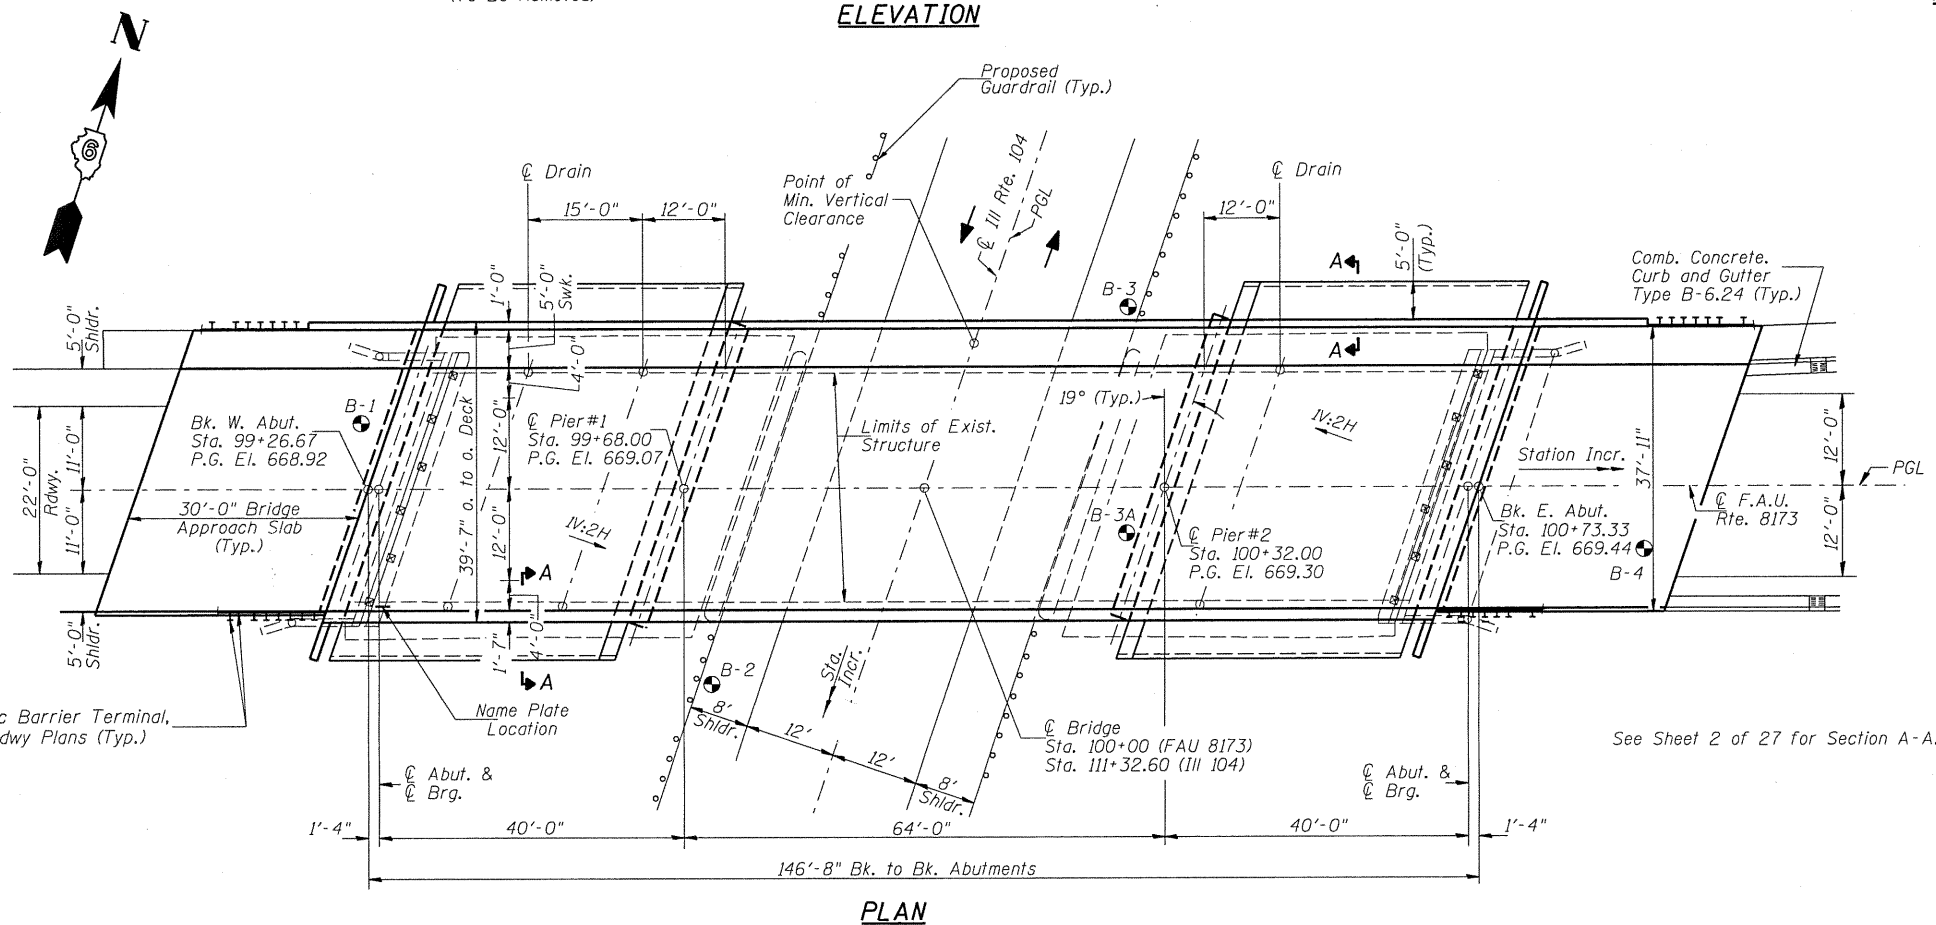 ELEVATION
N
6
Proposed
Guardrail (Typ.)
℄ Drain
15'-0"
12'-0"
Point of
Min. Vertical
Clearance
℄ Ill Rte. 104
PGL
℄ Drain
12'-0"
5'-0"
(Typ.)
A
A
Comb. Concrete.
Curb and Gutter
Type B-6.24 (Typ.)
B-3
5'-0"
Shldr.
1'-0"
5'-0"
Swk.
4'-0"
B-1
Bk. W. Abut.
Sta. 99+26.67
P.G. El. 668.92
℄ Pier#1
Sta. 99+68.00
P.G. El. 669.07
12'-0"
12'-0"
39'-7" o. to o. Deck
Limits of Exist.
Structure
19° (Typ.)
1V:2H
Station Incr.
37'-11"
12'-0"
12'-0"
PGL
22'-0"
Rdwy.
11'-0"
11'-0"
30'-0" Bridge
Approach Slab
(Typ.)
1V:2H
B-3A
℄ Pier#2
Sta. 100+32.00
P.G. El. 669.30
Bk. E. Abut.
Sta. 100+73.33
P.G. El. 669.44
B-4
℄ F.A.U.
Rte. 8173
A
A
5'-0"
Shldr.
1'-7"
4'-0"
B-2
Sta.
Incr.
c Barrier Terminal,
dwy Plans (Typ.)
Name Plate
Location
8'
Shldr.
12'
12'
8'
Shldr.
℄ Bridge
Sta. 100+00 (FAU 8173)
Sta. 111+32.60 (Ill 104)
See Sheet 2 of 27 for Section A-A.
℄ Abut. &
℄ Brg.
℄ Abut. &
℄ Brg.
1'-4"
40'-0"
64'-0"
40'-0"
1'-4"
146'-8" Bk. to Bk. Abutments
PLAN